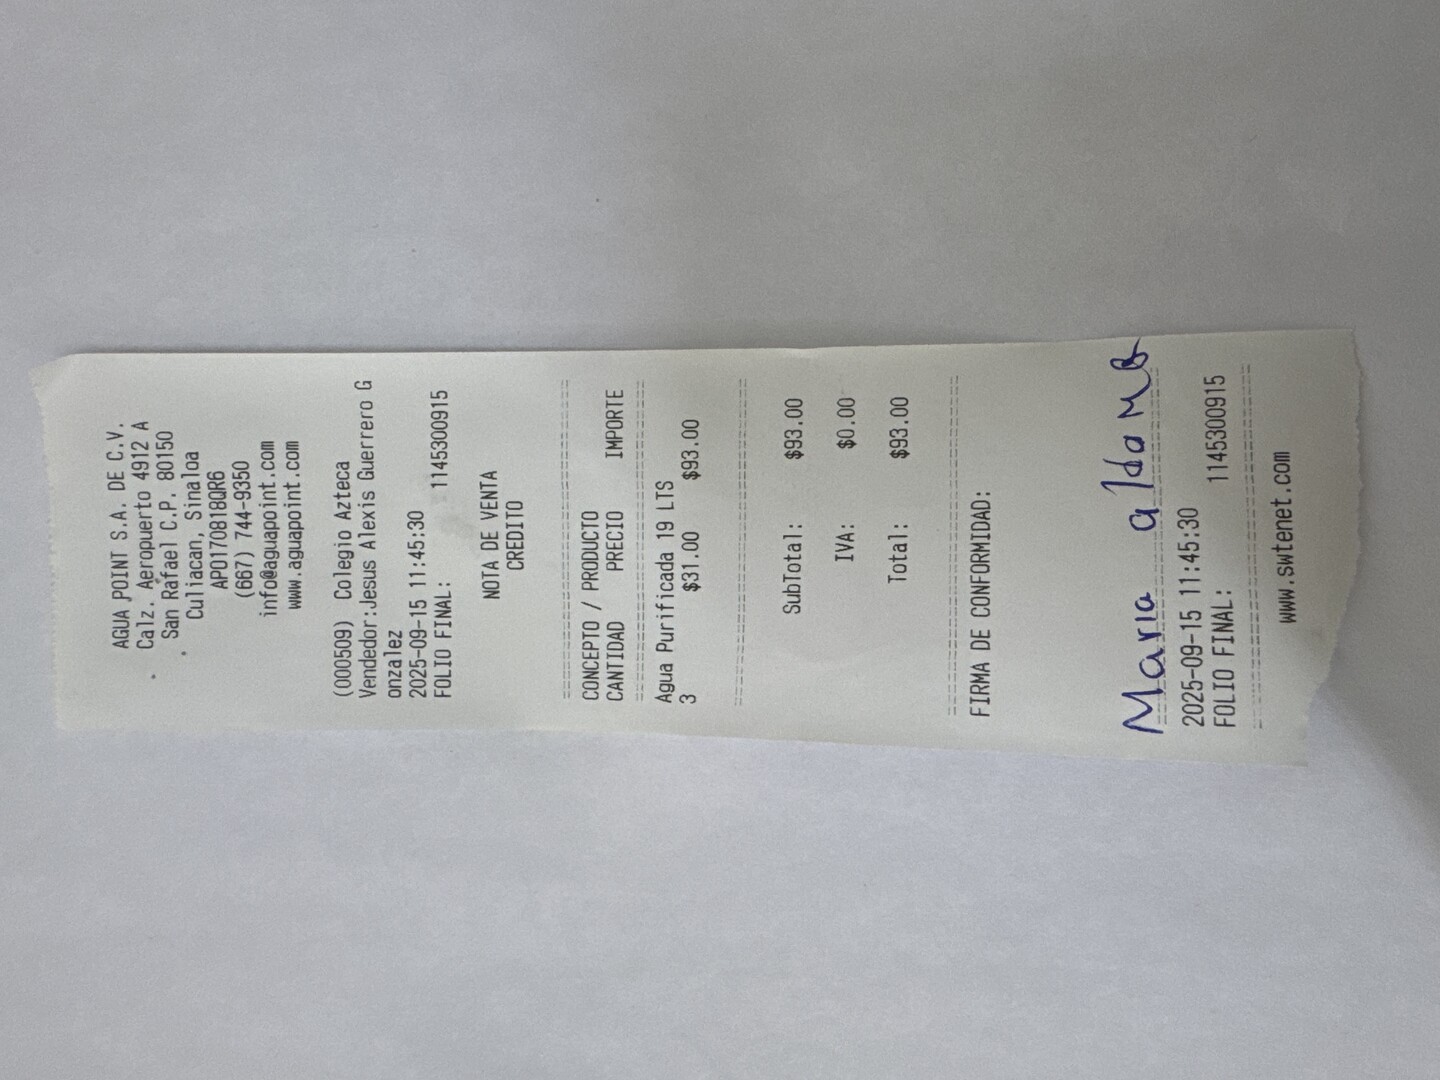 AGUA POINT S.A. DE C.V.
Calz. Aeropuerto 4912 A
San Rafael C.P. 80150
Culiacan, Sinaloa
APO170818QR6
(667) 744-9350
info@aguapoint.com
www.aguapoint.com
(000509) Colegio Azteca
Vendedor:Jesus Alexis Guerrero G
onzalez
2025-09-15 11:45:30
FOLIO FINAL: 1145300915
NOTA DE VENTA
CREDITO
CONCEPTO / PRODUCTO
CANTIDAD PRECIO IMPORTE
Agua Purificada 19 LTS
3 $31.00 $93.00
SubTotal: $93.00
IVA: $0.00
Total: $93.00
FIRMA DE CONFORMIDAD:
Maria
2025-09-15 11:45:30
FOLIO FINAL: 1145300915
www.swtenet.com